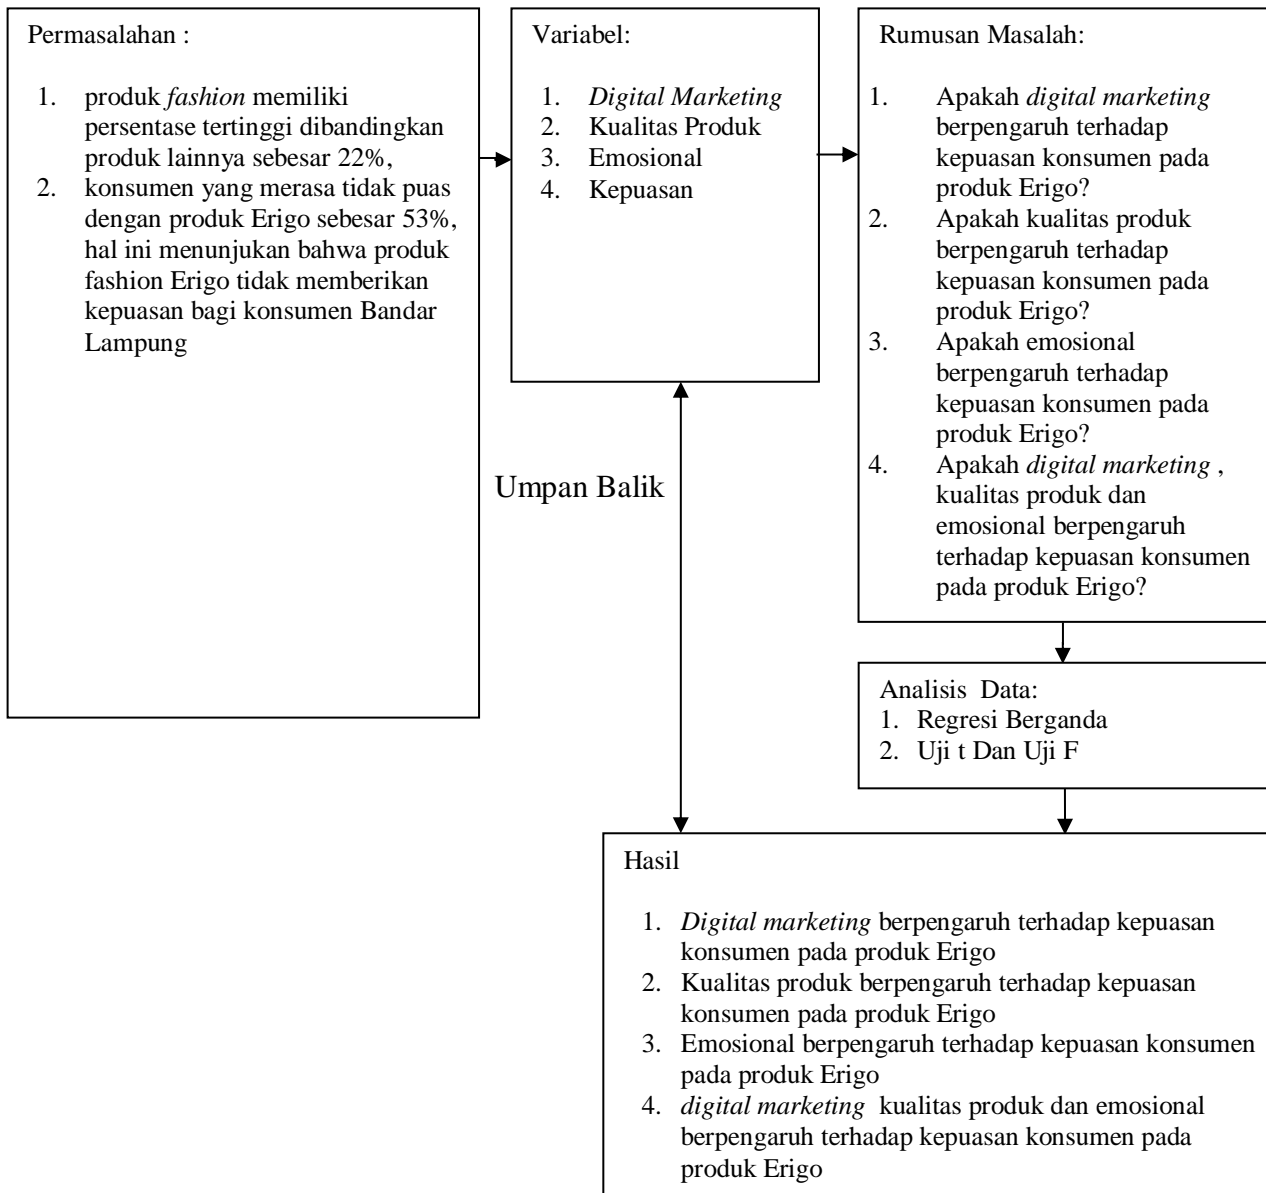 Permasalahan :
1. produk fashion memiliki
persentase tertinggi dibandingkan
produk lainnya sebesar 22%,
2. konsumen yang merasa tidak puas
dengan produk Erigo sebesar 53%,
hal ini menunjukan bahwa produk
fashion Erigo tidak memberikan
kepuasan bagi konsumen Bandar
Lampung
Variabel:
1. Digital Marketing
2. Kualitas Produk
3. Emosional
4. Kepuasan
Rumusan Masalah:
1. Apakah digital marketing
berpengaruh terhadap
kepuasan konsumen pada
produk Erigo?
2. Apakah kualitas produk
berpengaruh terhadap
kepuasan konsumen pada
produk Erigo?
3. Apakah emosional
berpengaruh terhadap
kepuasan konsumen pada
produk Erigo?
4. Apakah digital marketing ,
kualitas produk dan
emosional berpengaruh
terhadap kepuasan konsumen
pada produk Erigo?
Umpan Balik
Analisis Data:
1. Regresi Berganda
2. Uji t Dan Uji F
Hasil
1. Digital marketing berpengaruh terhadap kepuasan
konsumen pada produk Erigo
2. Kualitas produk berpengaruh terhadap kepuasan
konsumen pada produk Erigo
3. Emosional berpengaruh terhadap kepuasan konsumen
pada produk Erigo
4. digital marketing kualitas produk dan emosional
berpengaruh terhadap kepuasan konsumen pada
produk Erigo